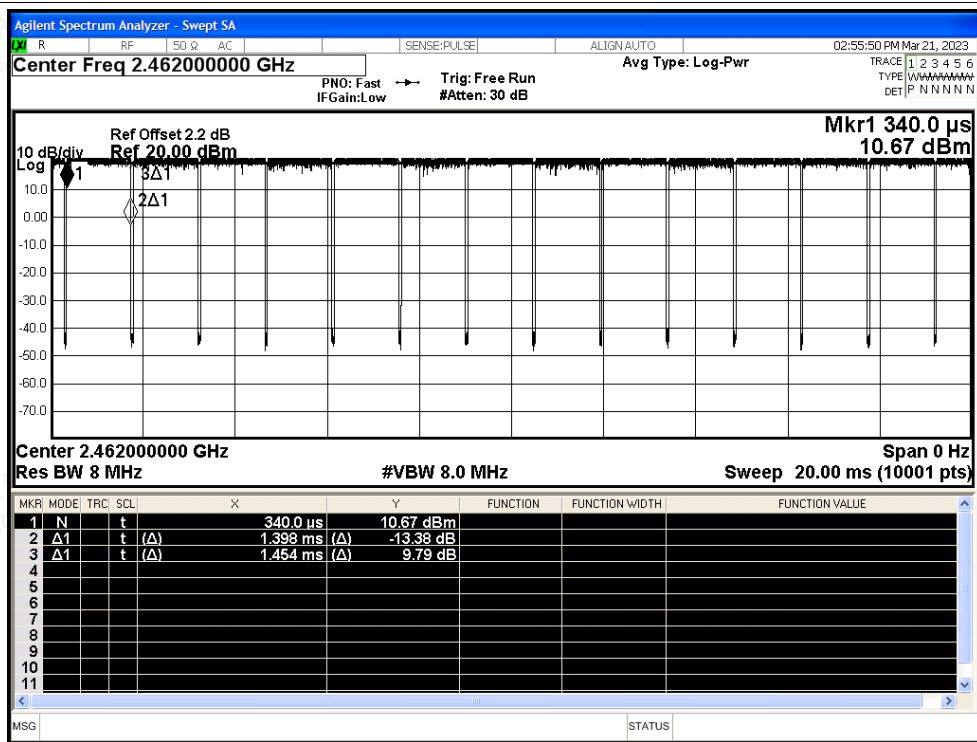 Agilent Spectrum Analyzer - Swept SA
LXI R RF 50 Ω AC SENSE:PULSE ALIGN AUTO 02:55:50 PM Mar 21, 2023
Center Freq 2.462000000 GHz Avg Type: Log-Pwr TRACE 1 2 3 4 5 6
PNO: Fast Trig: Free Run TYPE
IFGain:Low #Atten: 30 dB DET P N N N N N
Mkr1 340.0 µs
Ref Offset 2.2 dB
10 dB/div Ref 20.00 dBm 10.67 dBm
Log
1 3Δ1
2Δ1
10.0
0.00
-10.0
-20.0
-30.0
-40.0
-50.0
-60.0
-70.0
Center 2.462000000 GHz Span 0 Hz
Res BW 8 MHz #VBW 8.0 MHz Sweep 20.00 ms (10001 pts)
MKR MODE TRC SCL X Y FUNCTION FUNCTION WIDTH FUNCTION VALUE
1 N t 340.0 µs 10.67 dBm
2 Δ1 t (Δ) 1.398 ms (Δ) -13.38 dB
3 Δ1 t (Δ) 1.454 ms (Δ) 9.79 dB
4
5
6
7
8
9
10
11
MSG STATUS